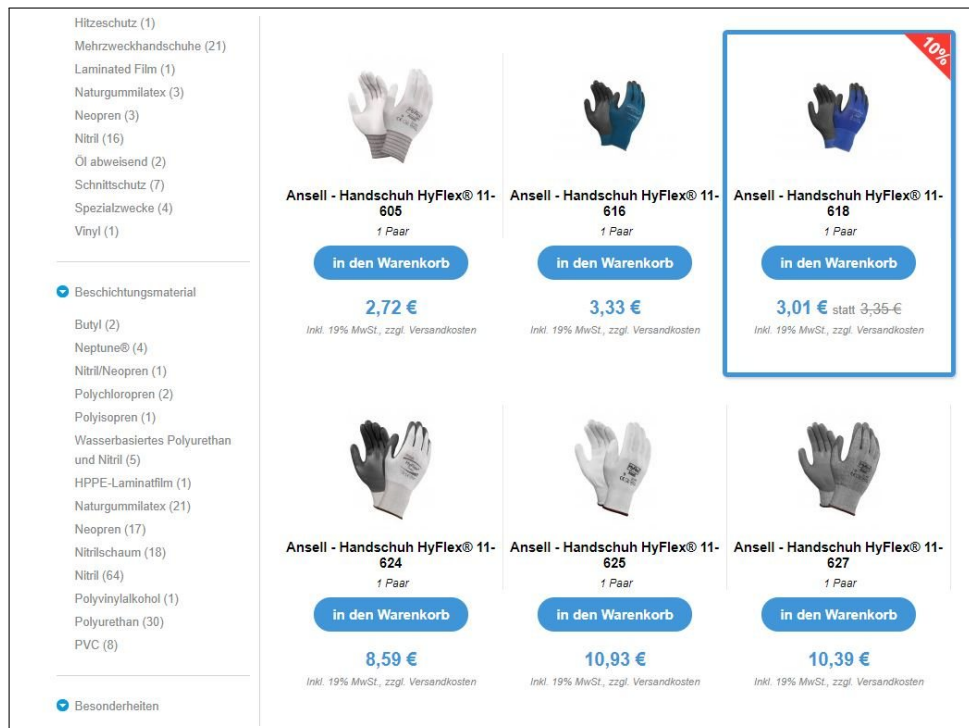 Hitzeschutz (1)
Mehrzweckhandschuhe (21)
Laminated Film (1)
Naturgummilatex (3)
Neopren (3)
Nitril (16)
Öl abweisend (2)
Schnittschutz (7)
Spezialzwecke (4)
Vinyl (1)
Beschichtungsmaterial
Butyl (2)
Neptune® (4)
Nitril/Neopren (1)
Polychloropren (2)
Polyisopren (1)
Wasserbasiertes Polyurethan
und Nitril (5)
HPPE-Laminatfilm (1)
Naturgummilatex (21)
Neopren (17)
Nitrilschaum (18)
Nitril (64)
Polyvinylalkohol (1)
Polyurethan (30)
PVC (8)
Besonderheiten
Ansell - Handschuh HyFlex® 11-
605
1 Paar
in den Warenkorb
2,72 €
Inkl. 19% MwSt., zzgl. Versandkosten
Ansell - Handschuh HyFlex® 11-
616
1 Paar
in den Warenkorb
3,33 €
Inkl. 19% MwSt., zzgl. Versandkosten
10%
Ansell - Handschuh HyFlex® 11-
618
1 Paar
in den Warenkorb
3,01 € statt 3,35 €
Inkl. 19% MwSt., zzgl. Versandkosten
Ansell - Handschuh HyFlex® 11-
624
1 Paar
in den Warenkorb
8,59 €
Inkl. 19% MwSt., zzgl. Versandkosten
Ansell - Handschuh HyFlex® 11-
625
1 Paar
in den Warenkorb
10,93 €
Inkl. 19% MwSt., zzgl. Versandkosten
Ansell - Handschuh HyFlex® 11-
627
1 Paar
in den Warenkorb
10,39 €
Inkl. 19% MwSt., zzgl. Versandkosten